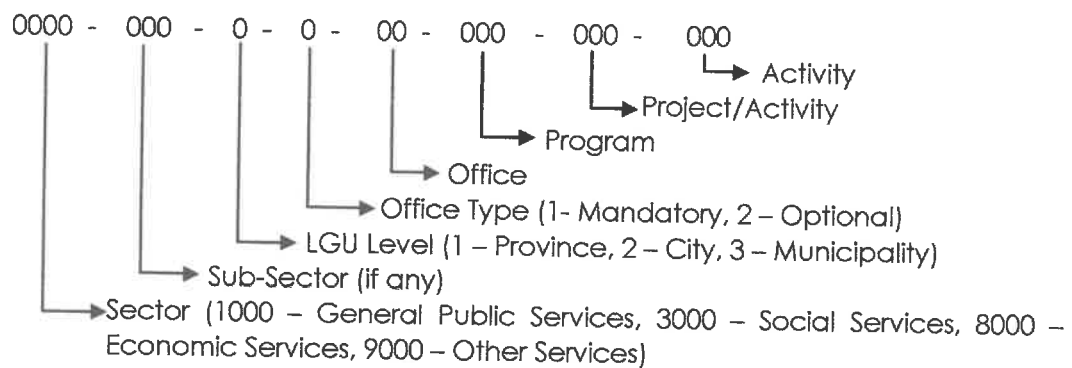 0000 - 000 - 0 - 0 - 00 - 000 - 000 - 000
Activity
Project/Activity
Program
Office
Office Type (1- Mandatory, 2 – Optional)
LGU Level (1 – Province, 2 – City, 3 – Municipality)
Sub-Sector (if any)
Sector (1000 – General Public Services, 3000 – Social Services, 8000 –
Economic Services, 9000 – Other Services)